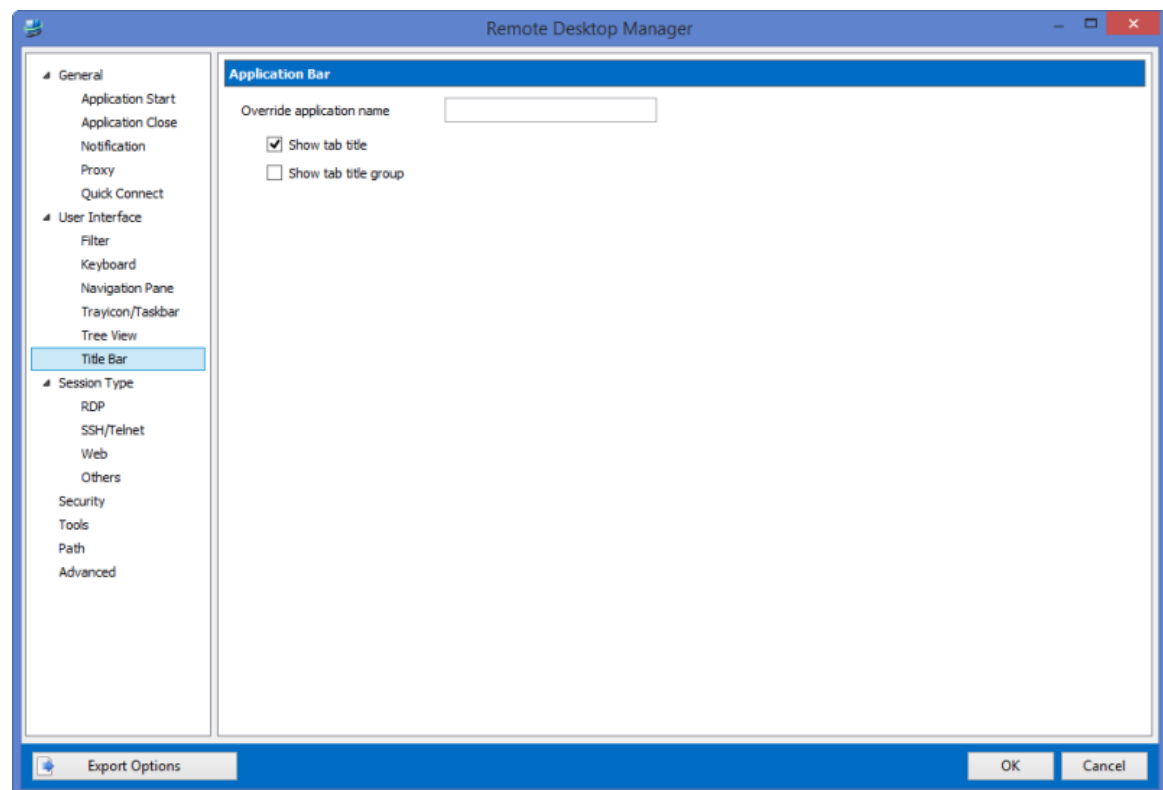 Remote Desktop Manager
General
Application Start
Application Close
Notification
Proxy
Quick Connect
User Interface
Filter
Keyboard
Navigation Pane
Trayicon/Taskbar
Tree View
Title Bar
Session Type
RDP
SSH/Telnet
Web
Others
Security
Tools
Path
Advanced
Application Bar
Override application name
Show tab title
Show tab title group
Export Options
OK
Cancel